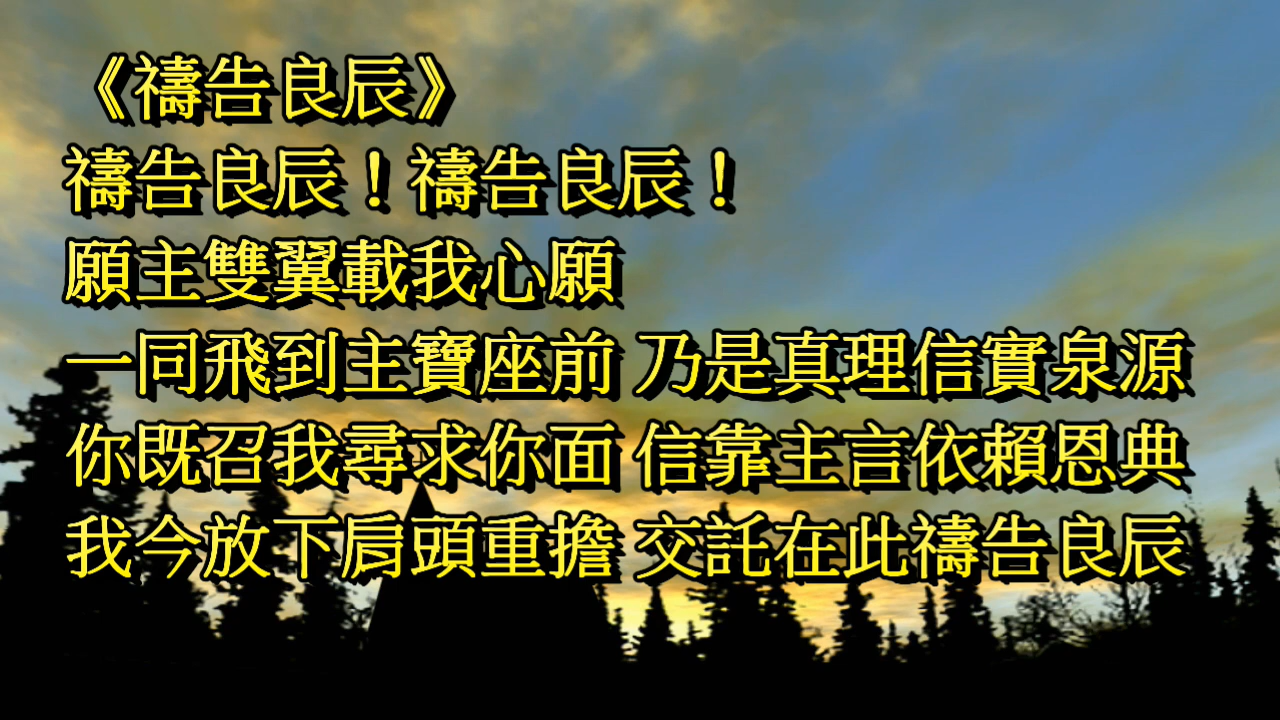 《禱告良辰》
禱告良辰！禱告良辰！
願主雙翼載我心願
一同飛到主寶座前 乃是真理信實泉源
你既召我尋求你面 信靠主言依賴恩典
我今放下肩頭重擔 交託在此禱告良辰